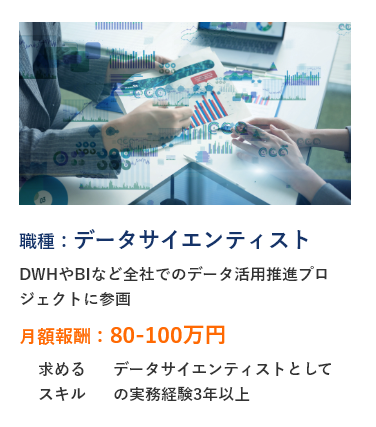 職種：データサイエンティスト
DWHやBIなど全社でのデータ活用推進プロ
ジェクトに参画
月額報酬：80-100万円
求める データサイエンティストとして
スキル の実務経験3年以上